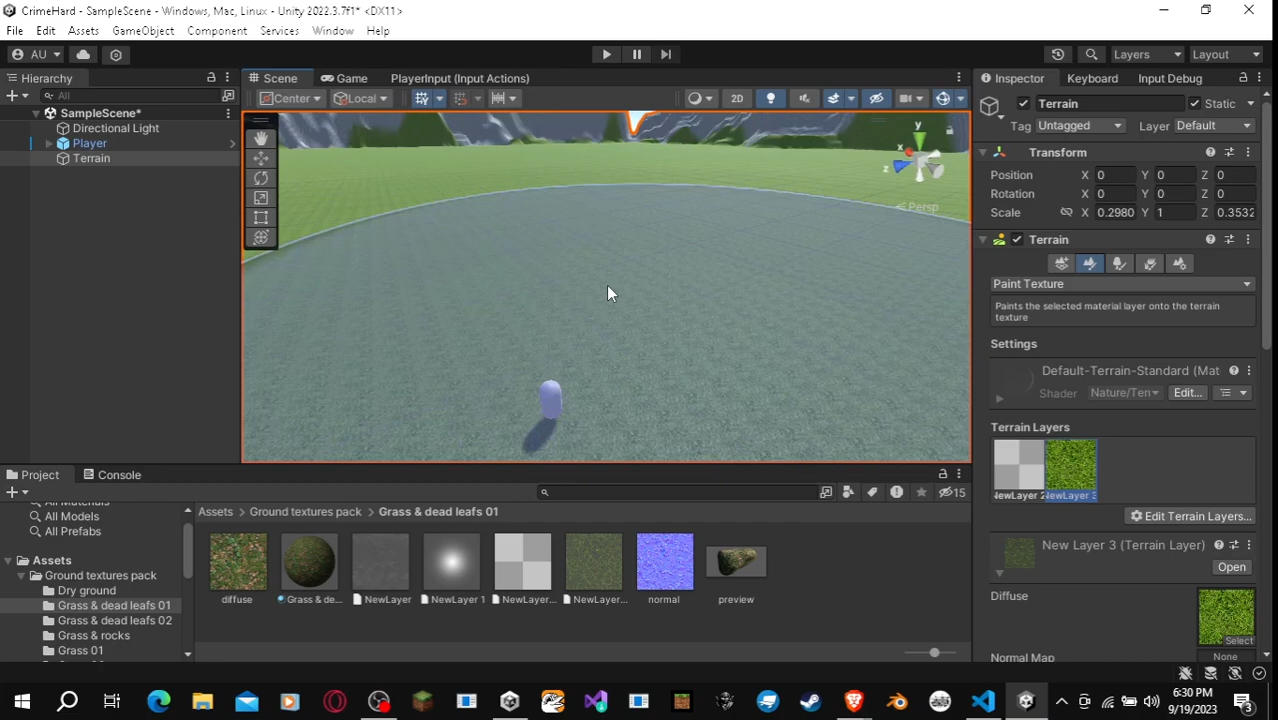 CrimeHard - SampleScene - Windows, Mac, Linux - Unity 2022.3.7f1* <DX11>
File Edit Assets GameObject Component Services Window Help
AU
Layers Layout
Hierarchy
All
SampleScene*
Directional Light
Player
Terrain
Scene Game PlayerInput (Input Actions)
Center Local 2D
y
x
z
Persp
Inspector Keyboard Input Debug
Terrain Static
Tag Untagged Layer Default
Transform
Position X 0 Y 0 Z 0
Rotation X 0 Y 0 Z 0
Scale X 0.2980 Y 1 Z 0.3532
Terrain
Paint Texture
Paints the selected material layer onto the terrain
texture
Settings
Default-Terrain-Standard (Mat
Shader Nature/Ten Edit...
Terrain Layers
NewLayer 2 NewLayer 3
Edit Terrain Layers...
New Layer 3 (Terrain Layer)
Open
Diffuse
Select
Normal Map None
Project Console
15
All Materials
All Models
All Prefabs
Assets
Ground textures pack
Dry ground
Grass & dead leafs 01
Grass & dead leafs 02
Grass & rocks
Grass 01
Assets Ground textures pack Grass & dead leafs 01
diffuse Grass & de... NewLayer NewLayer 1 NewLayer... NewLayer... normal preview
6:30 PM
9/19/2023
3